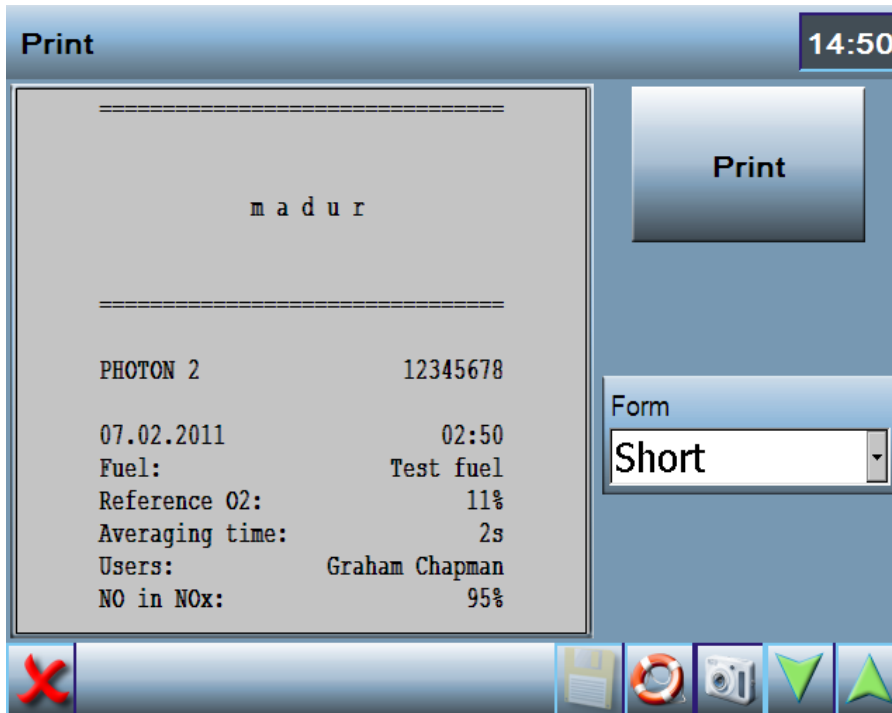 Print
14:50
================================
m a d u r
================================
PHOTON 2 12345678
07.02.2011 02:50
Fuel: Test fuel
Reference O2: 11%
Averaging time: 2s
Users: Graham Chapman
NO in NOx: 95%
Print
Form
Short